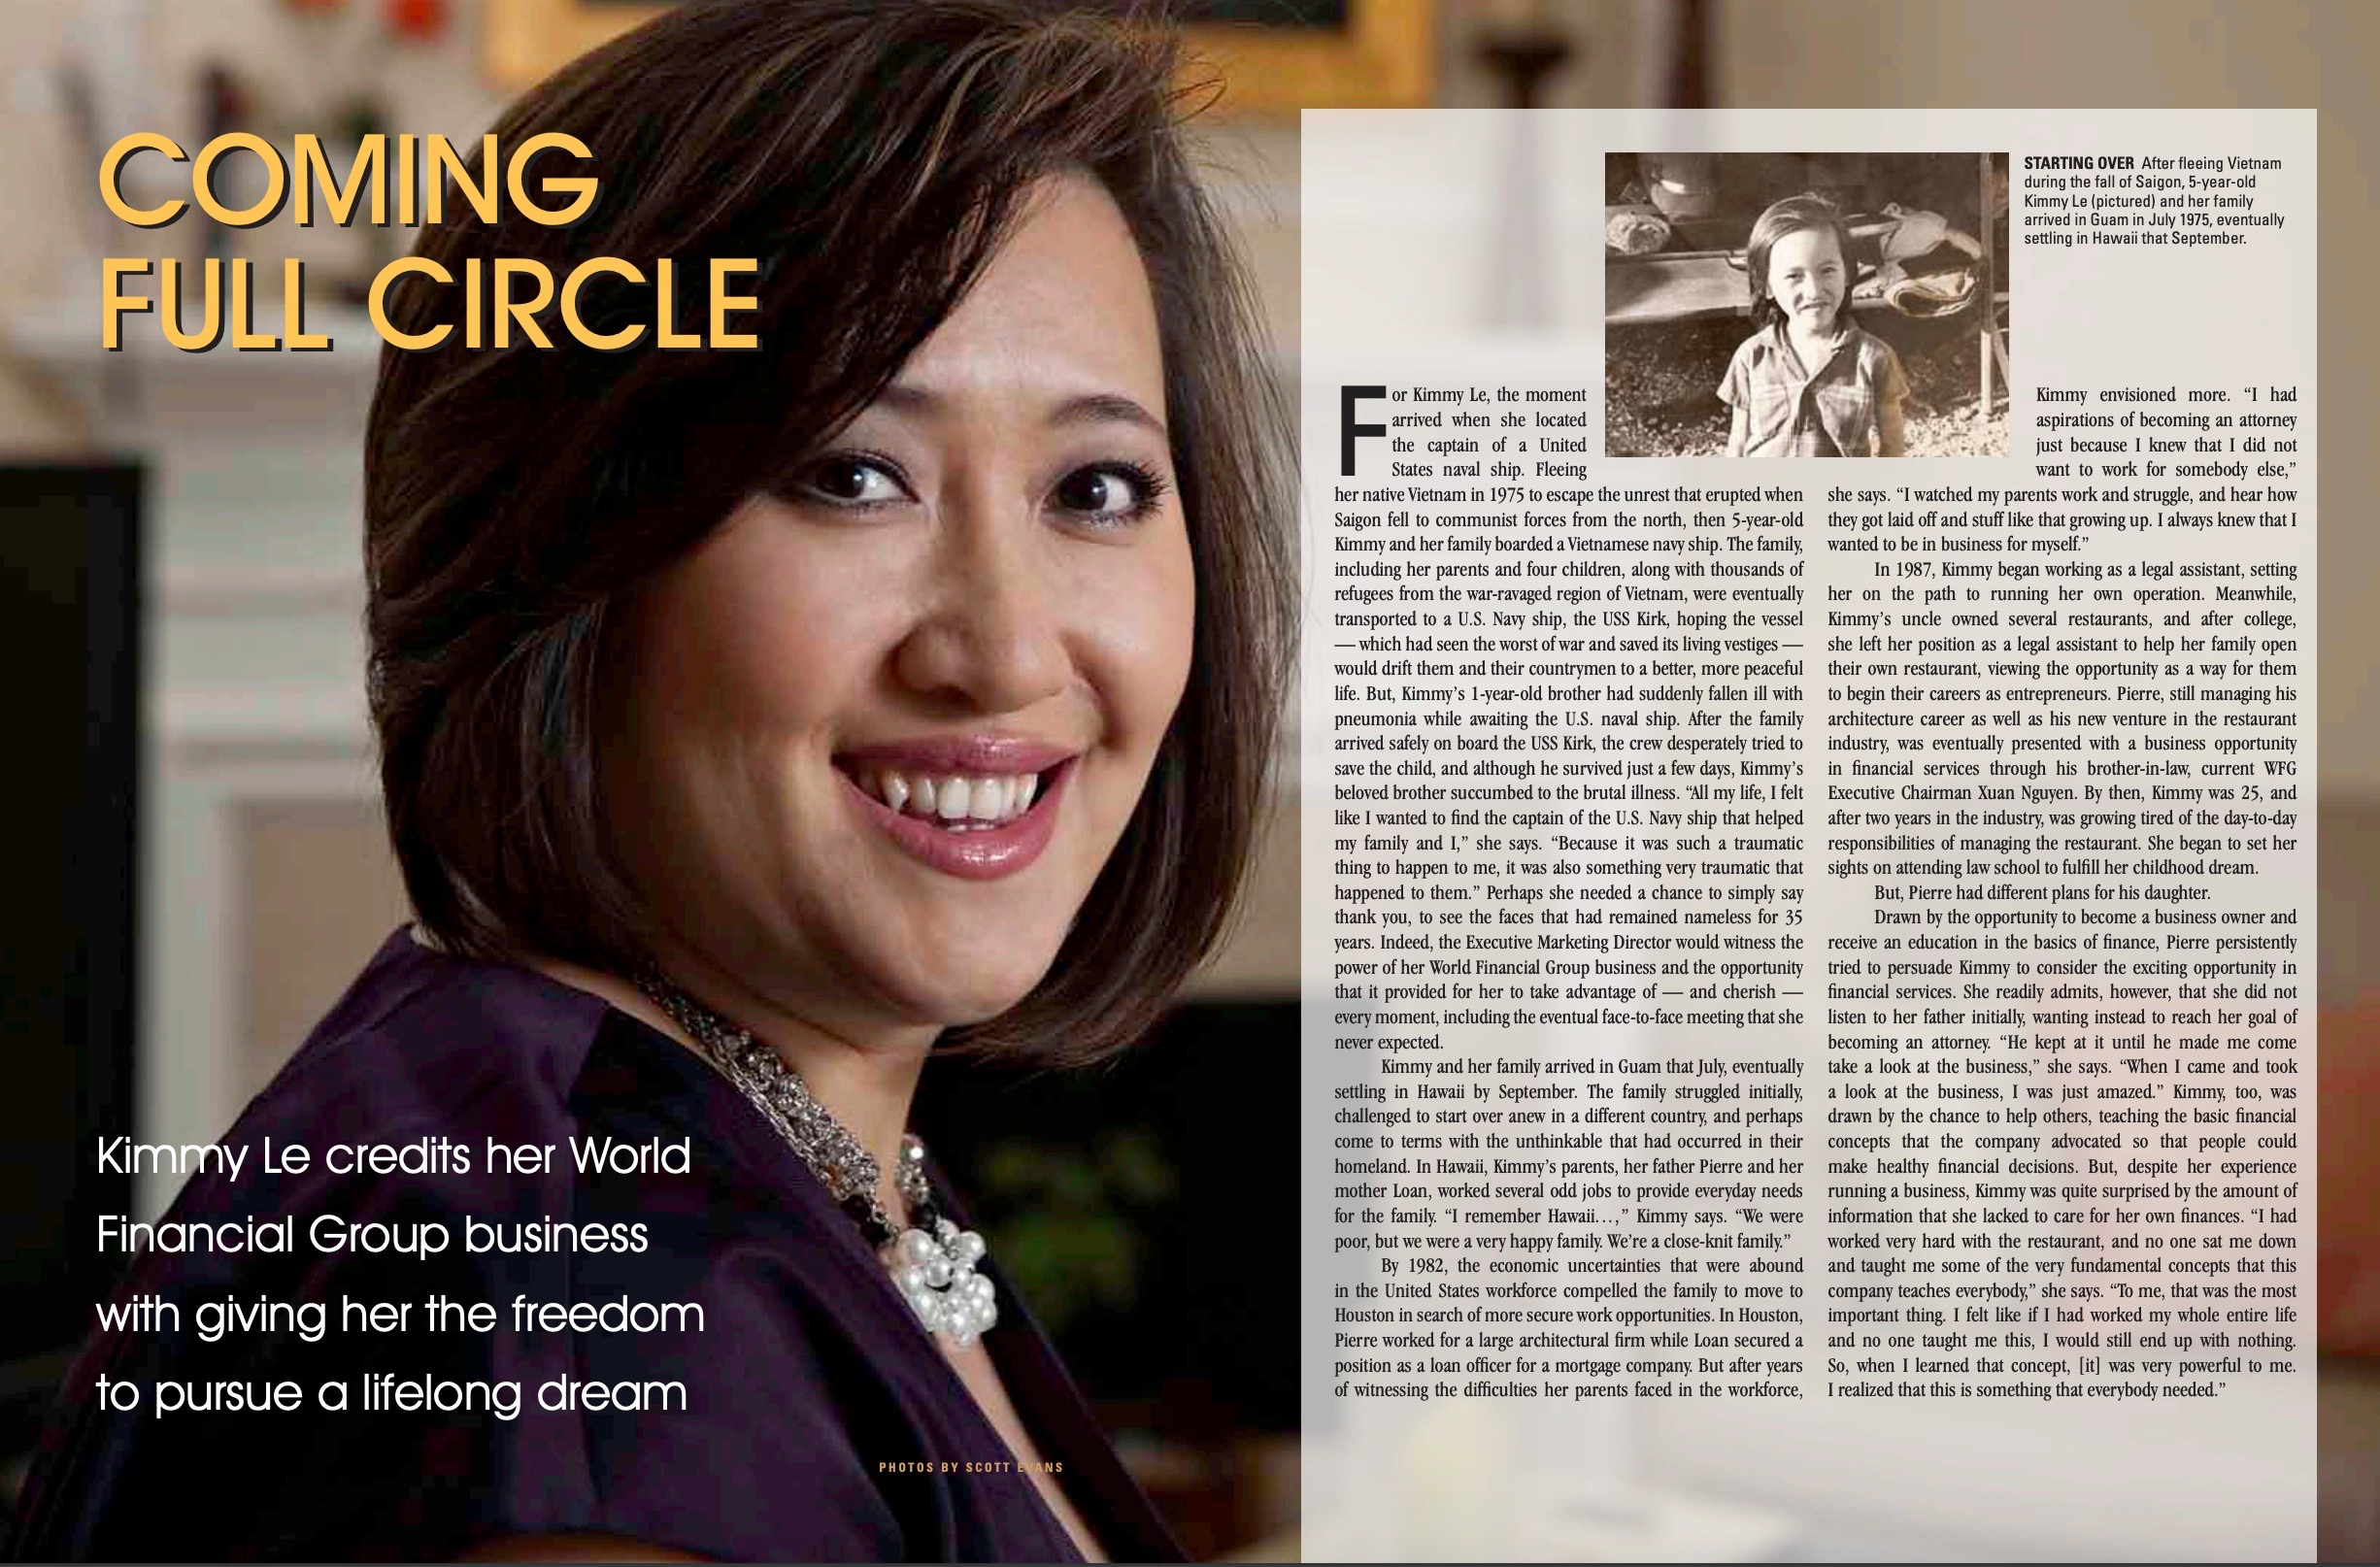 COMING
FULL CIRCLE
Kimmy Le credits her World
Financial Group business
with giving her the freedom
to pursue a lifelong dream
PHOTOS BY SCOTT EVANS
STARTING OVER After fleeing Vietnam
during the fall of Saigon, 5-year-old
Kimmy Le (pictured) and her family
arrived in Guam in July 1975, eventually
settling in Hawaii that September.
For Kimmy Le, the moment
arrived when she located
the captain of a United
States naval ship. Fleeing
her native Vietnam in 1975 to escape the unrest that erupted when
Saigon fell to communist forces from the north, then 5-year-old
Kimmy and her family boarded a Vietnamese navy ship. The family,
including her parents and four children, along with thousands of
refugees from the war-ravaged region of Vietnam, were eventually
transported to a U.S. Navy ship, the USS Kirk, hoping the vessel
— which had seen the worst of war and saved its living vestiges —
would drift them and their countrymen to a better, more peaceful
life. But, Kimmy’s 1-year-old brother had suddenly fallen ill with
pneumonia while awaiting the U.S. naval ship. After the family
arrived safely on board the USS Kirk, the crew desperately tried to
save the child, and although he survived just a few days, Kimmy’s
beloved brother succumbed to the brutal illness. “All my life, I felt
like I wanted to find the captain of the U.S. Navy ship that helped
my family and I,” she says. “Because it was such a traumatic
thing to happen to me, it was also something very traumatic that
happened to them.” Perhaps she needed a chance to simply say
thank you, to see the faces that had remained nameless for 35
years. Indeed, the Executive Marketing Director would witness the
power of her World Financial Group business and the opportunity
that it provided for her to take advantage of — and cherish —
every moment, including the eventual face-to-face meeting that she
never expected.
Kimmy and her family arrived in Guam that July, eventually
settling in Hawaii by September. The family struggled initially,
challenged to start over anew in a different country, and perhaps
come to terms with the unthinkable that had occurred in their
homeland. In Hawaii, Kimmy’s parents, her father Pierre and her
mother Loan, worked several odd jobs to provide everyday needs
for the family. “I remember Hawaii…,” Kimmy says. “We were
poor, but we were a very happy family. We’re a close-knit family.”
By 1982, the economic uncertainties that were abound
in the United States workforce compelled the family to move to
Houston in search of more secure work opportunities. In Houston,
Pierre worked for a large architectural firm while Loan secured a
position as a loan officer for a mortgage company. But after years
of witnessing the difficulties her parents faced in the workforce,
Kimmy envisioned more. “I had
aspirations of becoming an attorney
just because I knew that I did not
want to work for somebody else,”
she says. “I watched my parents work and struggle, and hear how
they got laid off and stuff like that growing up. I always knew that I
wanted to be in business for myself.”
In 1987, Kimmy began working as a legal assistant, setting
her on the path to running her own operation. Meanwhile,
Kimmy’s uncle owned several restaurants, and after college,
she left her position as a legal assistant to help her family open
their own restaurant, viewing the opportunity as a way for them
to begin their careers as entrepreneurs. Pierre, still managing his
architecture career as well as his new venture in the restaurant
industry, was eventually presented with a business opportunity
in financial services through his brother-in-law, current WFG
Executive Chairman Xuan Nguyen. By then, Kimmy was 25, and
after two years in the industry, was growing tired of the day-to-day
responsibilities of managing the restaurant. She began to set her
sights on attending law school to fulfill her childhood dream.
But, Pierre had different plans for his daughter.
Drawn by the opportunity to become a business owner and
receive an education in the basics of finance, Pierre persistently
tried to persuade Kimmy to consider the exciting opportunity in
financial services. She readily admits, however, that she did not
listen to her father initially, wanting instead to reach her goal of
becoming an attorney. “He kept at it until he made me come
take a look at the business,” she says. “When I came and took
a look at the business, I was just amazed.” Kimmy, too, was
drawn by the chance to help others, teaching the basic financial
concepts that the company advocated so that people could
make healthy financial decisions. But, despite her experience
running a business, Kimmy was quite surprised by the amount of
information that she lacked to care for her own finances. “I had
worked very hard with the restaurant, and no one sat me down
and taught me some of the very fundamental concepts that this
company teaches everybody,” she says. “To me, that was the most
important thing. I felt like if I had worked my whole entire life
and no one taught me this, I would still end up with nothing.
So, when I learned that concept, [it] was very powerful to me.
I realized that this is something that everybody needed.”